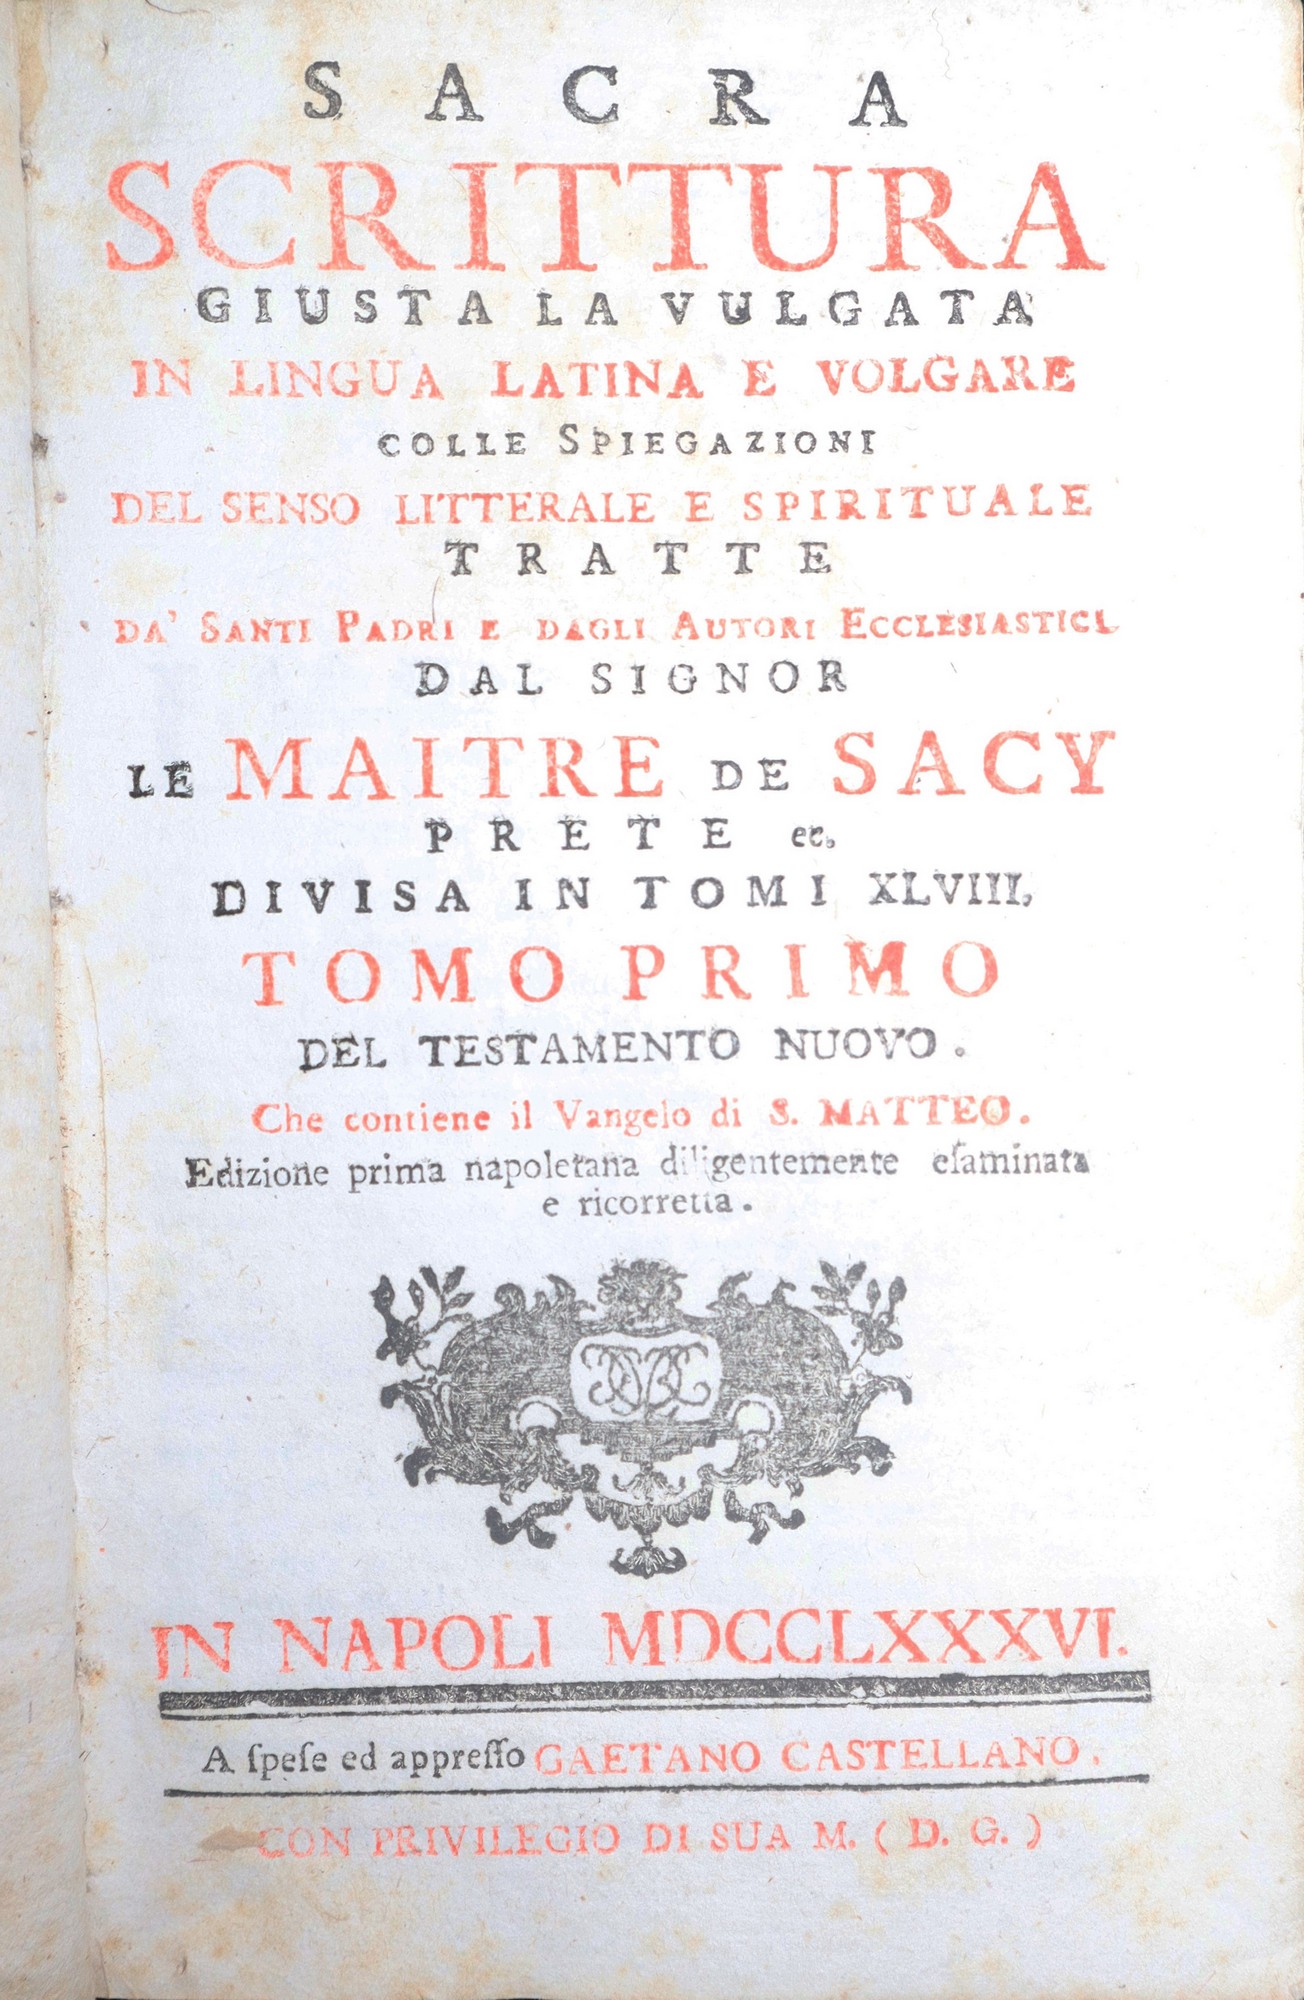 SACRA
SCRITTURA
GIUSTA LA VULGATA
IN LINGUA LATINA E VOLGARE
COLLE SPIEGAZIONI
DEL SENSO LITTERALE E SPIRITUALE
TRATTE
DA' SANTI PADRI E DAGLI AUTORI ECCLESIASTICI
DAL SIGNOR
LE MAITRE DE SACY
PRETE ec.
DIVISA IN TOMI XLVIII.
TOMO PRIMO
DEL TESTAMENTO NUOVO.
Che contiene il Vangelo di S. MATTEO.
Edizione prima napoletana diligentemente eſaminata
e ricorretta.
IN NAPOLI MDCCLXXXVI.
A ſpeſe ed appreſſo GAETANO CASTELLANO.
CON PRIVILEGIO DI SUA M. ( D. G. )